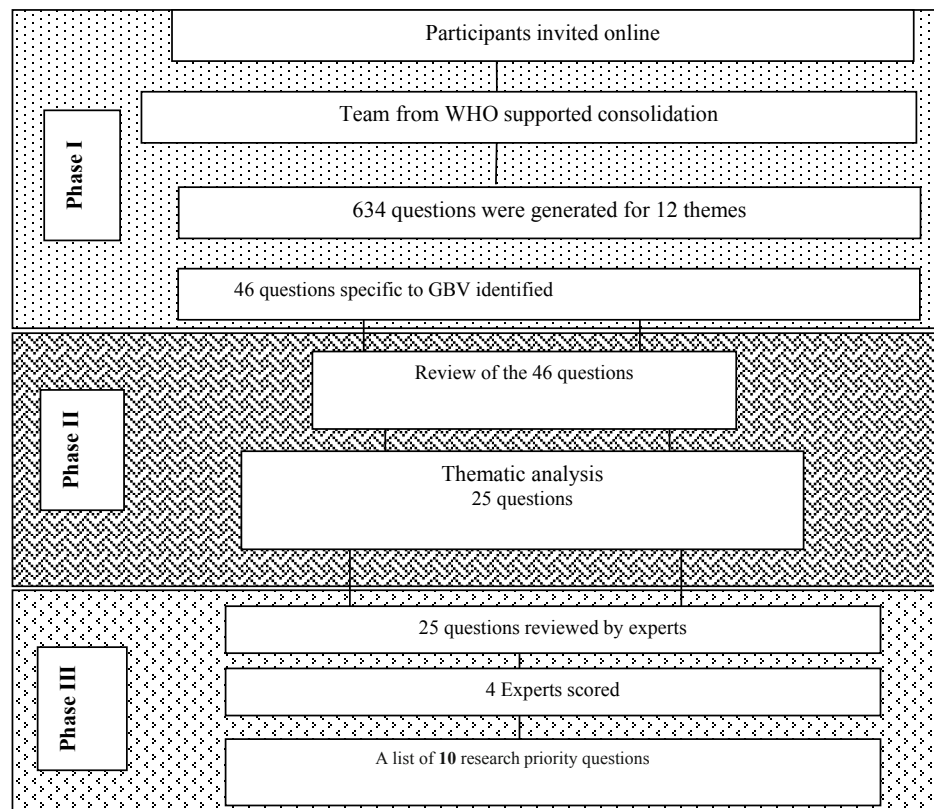 Phase I
Participants invited online
Team from WHO supported consolidation
634 questions were generated for 12 themes
46 questions specific to GBV identified
Phase II
Review of the 46 questions
Thematic analysis
25 questions
Phase III
25 questions reviewed by experts
4 Experts scored
A list of 10 research priority questions